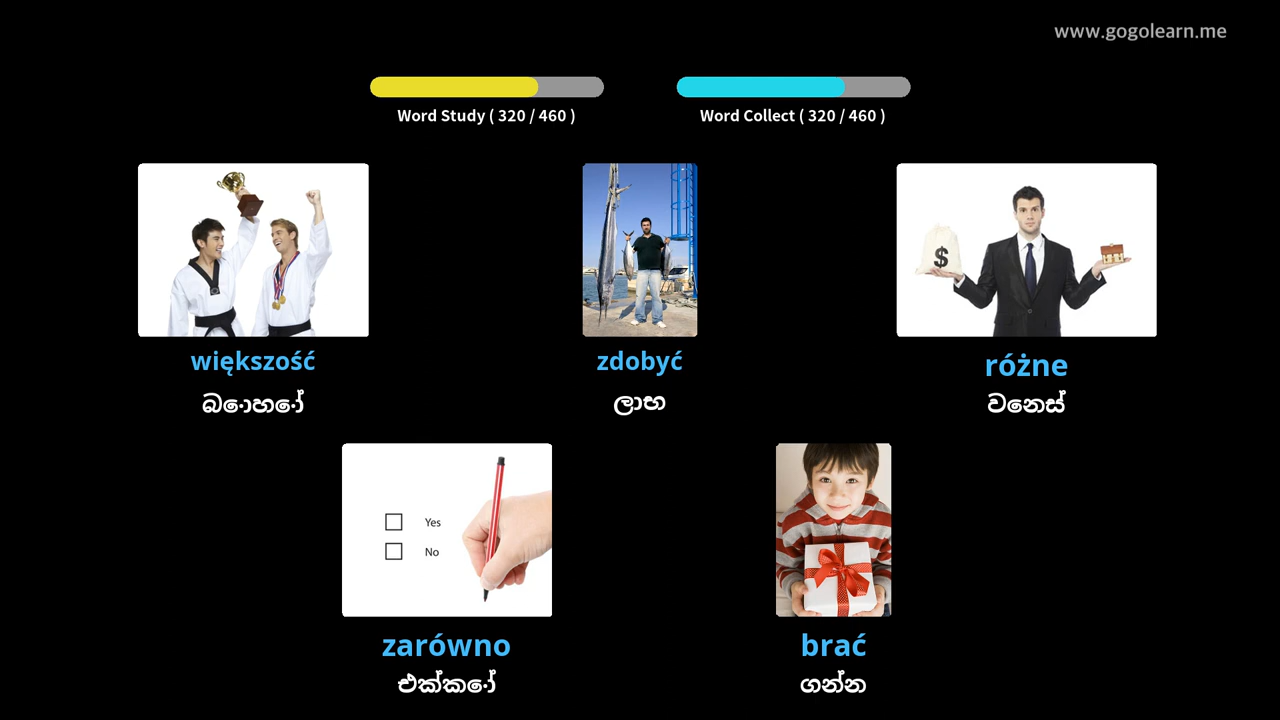 www.gogolearn.me
Word Study ( 320 / 460 )
Word Collect ( 320 / 460 )
większość
බොහෝ
zdobyć
ලාභ
różne
වනෙස්
Yes
No
zarówno
එක්කෝ
brać
ගන්න